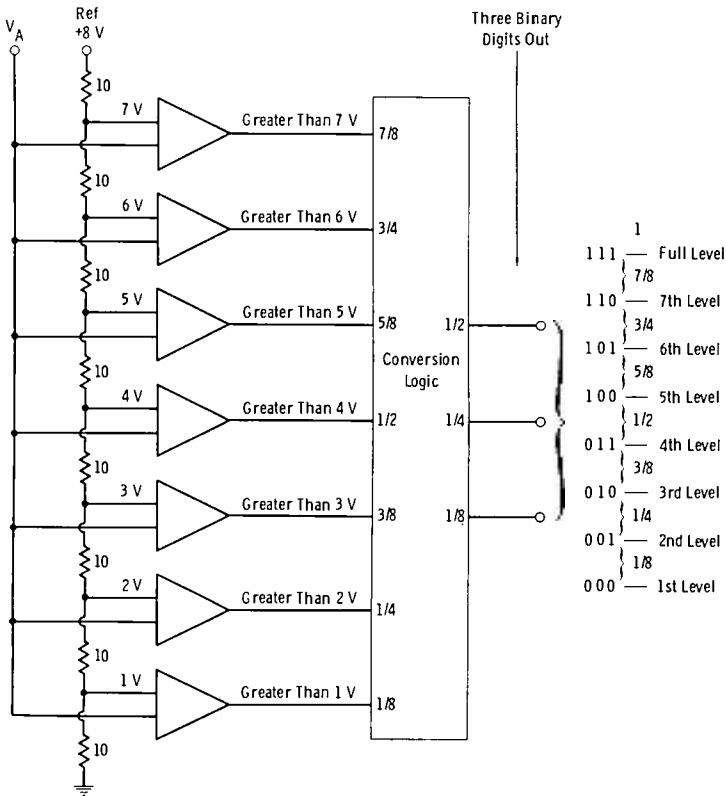 V_A
Ref
+8 V
Three Binary
Digits Out
10
7 V
Greater Than 7 V
7/8
10
6 V
Greater Than 6 V
3/4
10
5 V
Greater Than 5 V
5/8
1/2
Conversion
Logic
10
4 V
Greater Than 4 V
1/2
1/4
10
3 V
Greater Than 3 V
3/8
1/8
10
2 V
Greater Than 2 V
1/4
10
1 V
Greater Than 1 V
1/8
10
1
111 Full Level
7/8
110 7th Level
3/4
101 6th Level
5/8
100 5th Level
1/2
011 4th Level
3/8
010 3rd Level
1/4
001 2nd Level
1/8
000 1st Level